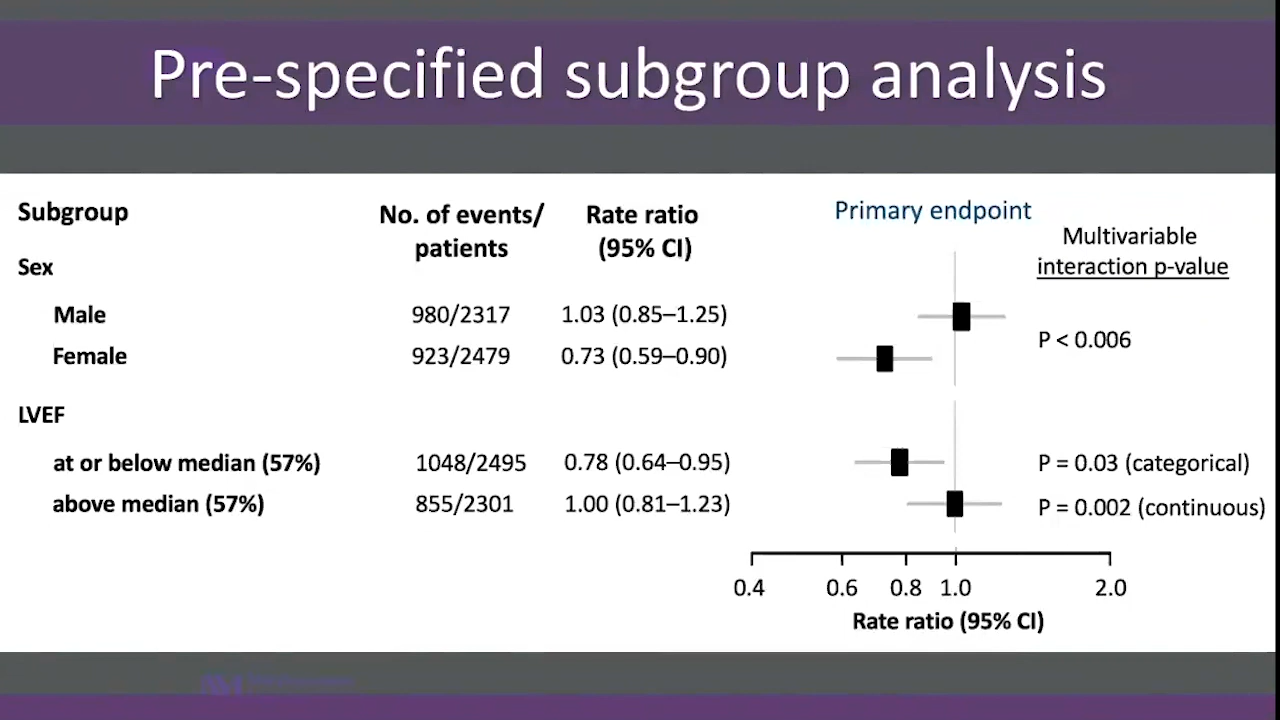 Pre-specified subgroup analysis
Subgroup
No. of events/
patients
Rate ratio
(95% CI)
Primary endpoint
Multivariable
interaction p-value
Sex
Male 980/2317 1.03 (0.85–1.25)
P < 0.006
Female 923/2479 0.73 (0.59–0.90)
LVEF
at or below median (57%) 1048/2495 0.78 (0.64–0.95) P = 0.03 (categorical)
above median (57%) 855/2301 1.00 (0.81–1.23) P = 0.002 (continuous)
0.4 0.6 0.8 1.0 2.0
Rate ratio (95% CI)